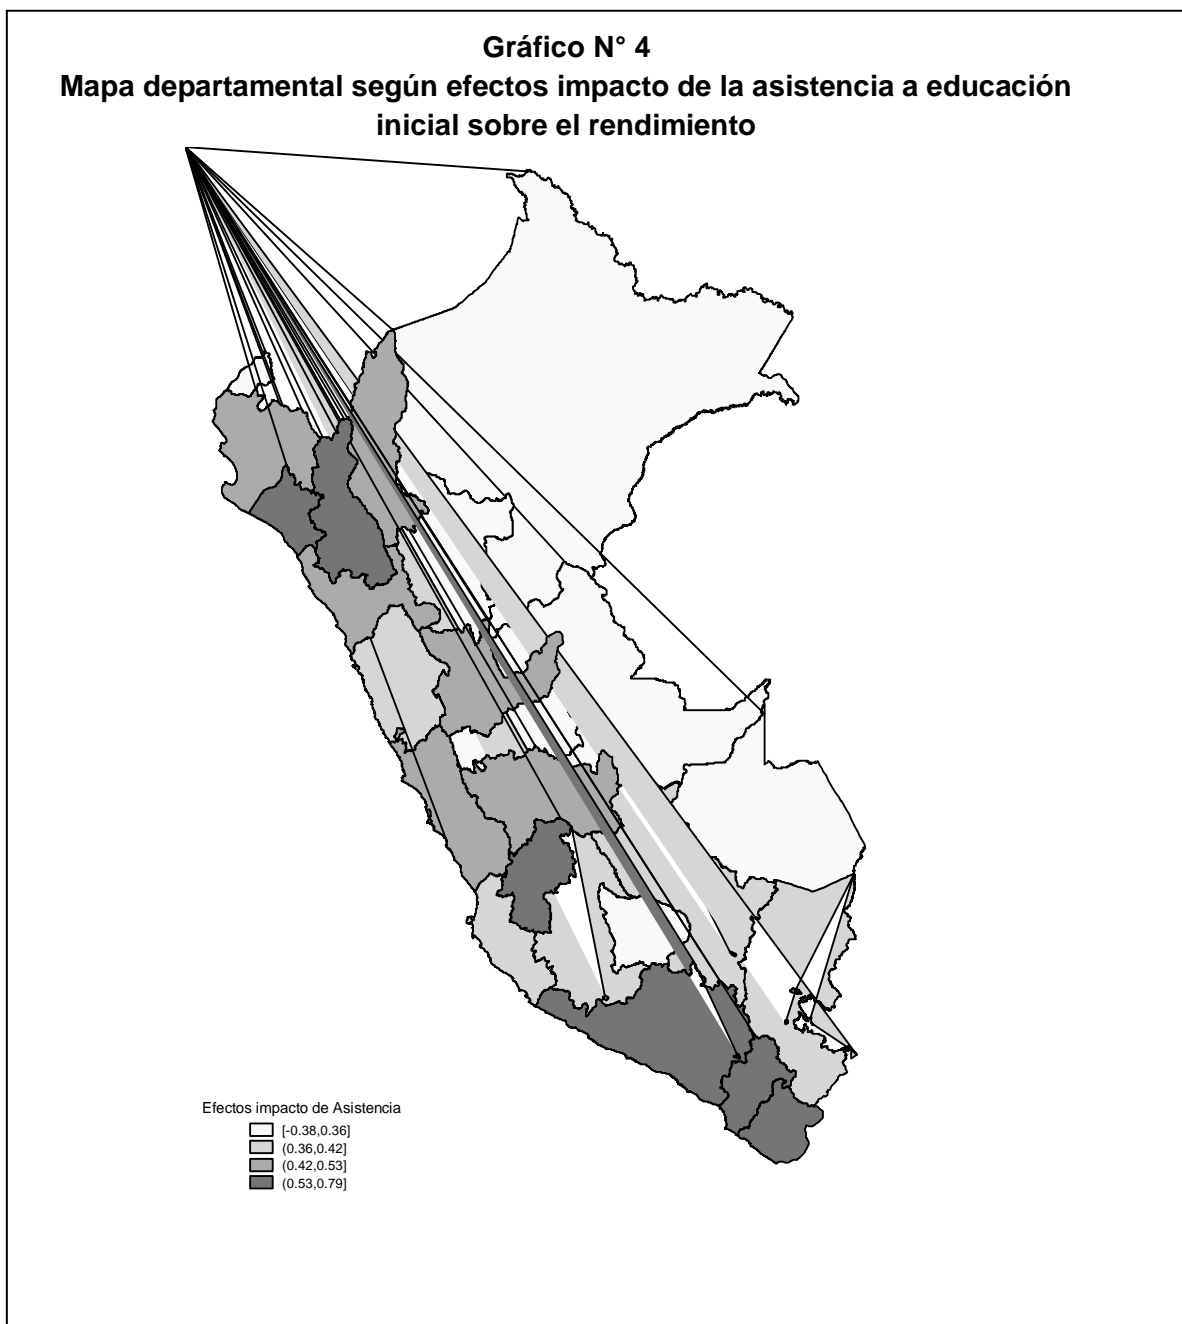 Gráfico N° 4
Mapa departamental según efectos impacto de la asistencia a educación
inicial sobre el rendimiento
Efectos impacto de Asistencia
[-0.38,0.36]
(0.36,0.42]
(0.42,0.53]
(0.53,0.79]